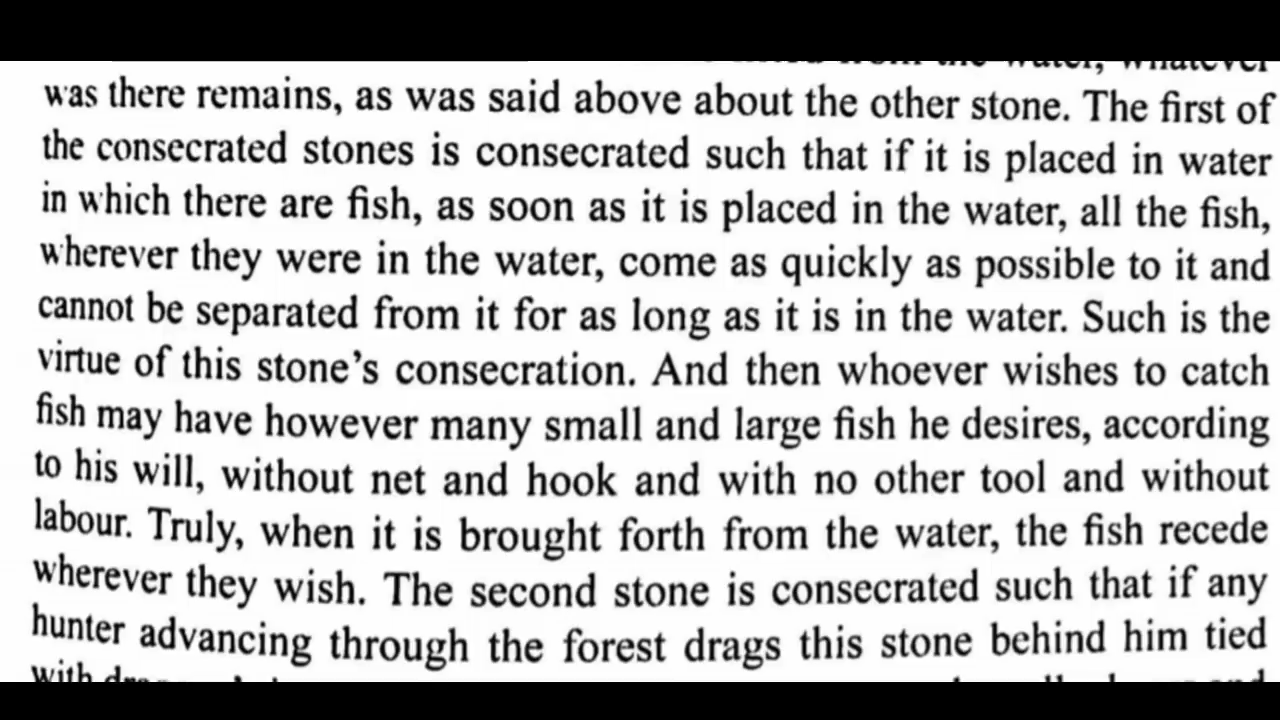 from the water, whatever
was there remains, as was said above about the other stone. The first of
the consecrated stones is consecrated such that if it is placed in water
in which there are fish, as soon as it is placed in the water, all the fish,
wherever they were in the water, come as quickly as possible to it and
cannot be separated from it for as long as it is in the water. Such is the
virtue of this stone’s consecration. And then whoever wishes to catch
fish may have however many small and large fish he desires, according
to his will, without net and hook and with no other tool and without
labour. Truly, when it is brought forth from the water, the fish recede
wherever they wish. The second stone is consecrated such that if any
hunter advancing through the forest drags this stone behind him tied
with